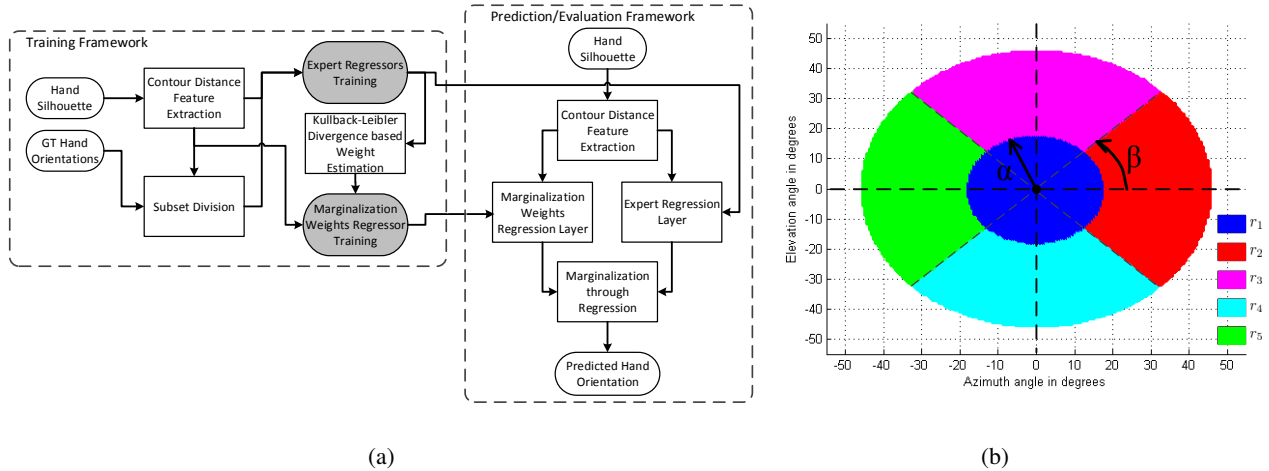 Training Framework
Hand
Silhouette
GT Hand
Orientations
Contour Distance
Feature
Extraction
Subset Division
Expert Regressors
Training
Kullback-Leibler
Divergence based
Weight
Estimation
Marginalization
Weights Regressor
Training
Prediction/Evaluation Framework
Hand
Silhouette
Contour Distance
Feature
Extraction
Marginalization
Weights
Regression Layer
Expert Regression
Layer
Marginalization
through
Regression
Predicted Hand
Orientation
(a)
Elevation angle in degrees
50
40
30
20
10
0
-10
-20
-30
-40
-50
α
β
r1
r2
r3
r4
r5
-50 -40 -30 -20 -10 0 10 20 30 40 50
Azimuth angle in degrees
(b)